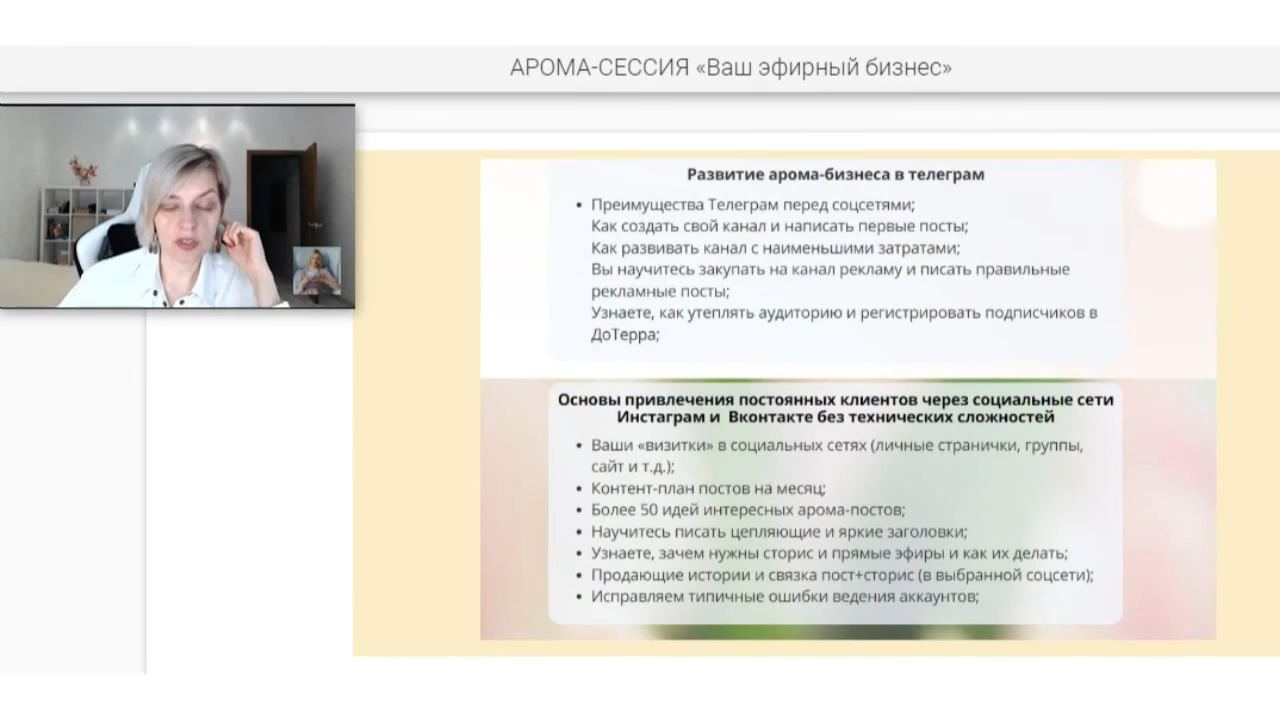 АРОМА-СЕССИЯ «Ваш эфирный бизнес»
Развитие арома-бизнеса в телеграм
• Преимущества Телеграм перед соцсетями;
Как создать свой канал и написать первые посты;
Как развивать канал с наименьшими затратами;
Вы научитесь закупать на канал рекламу и писать правильные
рекламные посты;
Узнаете, как утеплять аудиторию и регистрировать подписчиков в
ДоТерра;
Основы привлечения постоянных клиентов через социальные сети
Инстаграм и Вконтакте без технических сложностей
• Ваши «визитки» в социальных сетях (личные странички, группы,
сайт и т.д.);
• Контент-план постов на месяц;
• Более 50 идей интересных арома-постов;
• Научитесь писать цепляющие и яркие заголовки;
• Узнаете, зачем нужны сторис и прямые эфиры и как их делать;
• Продающие истории и связка пост+сторис (в выбранной соцсети);
• Исправляем типичные ошибки ведения аккаунтов;